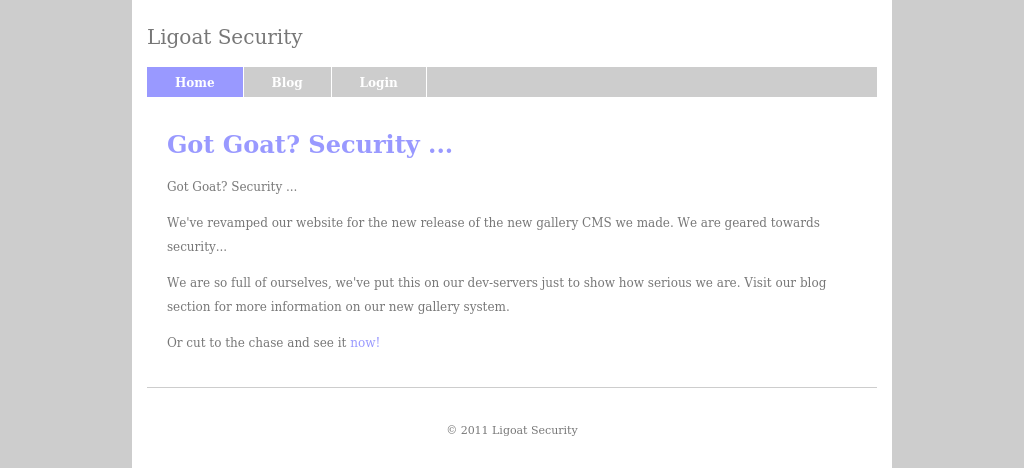 Ligoat Security
Home Blog Login
Got Goat? Security ...
Got Goat? Security ...
We've revamped our website for the new release of the new gallery CMS we made. We are geared towards
security...
We are so full of ourselves, we've put this on our dev-servers just to show how serious we are. Visit our blog
section for more information on our new gallery system.
Or cut to the chase and see it now!
© 2011 Ligoat Security